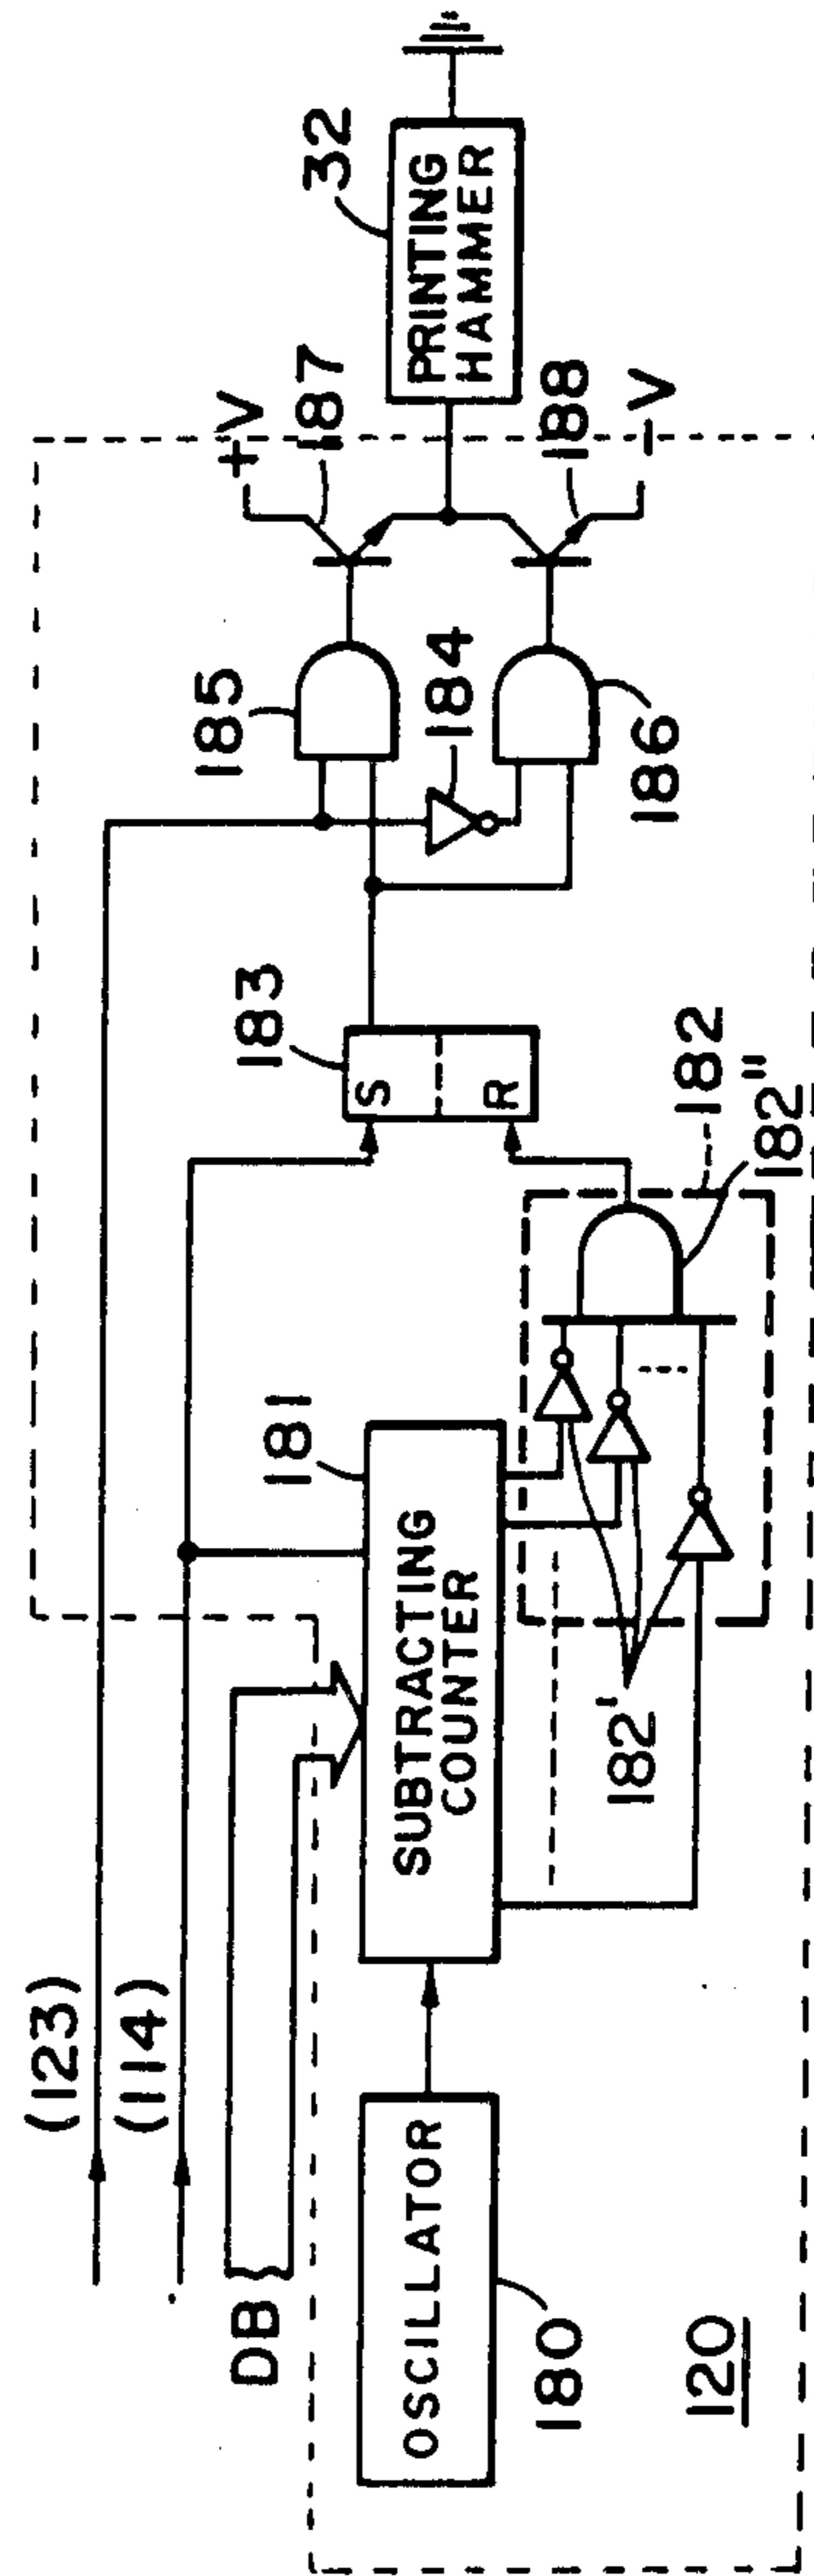 (123)
(114)
DB
OSCILLATOR
180
120
SUBTRACTING
COUNTER
181
182'
182
182"
183
S
R
185
184
186
+V
187
188
-V
PRINTING
HAMMER
32